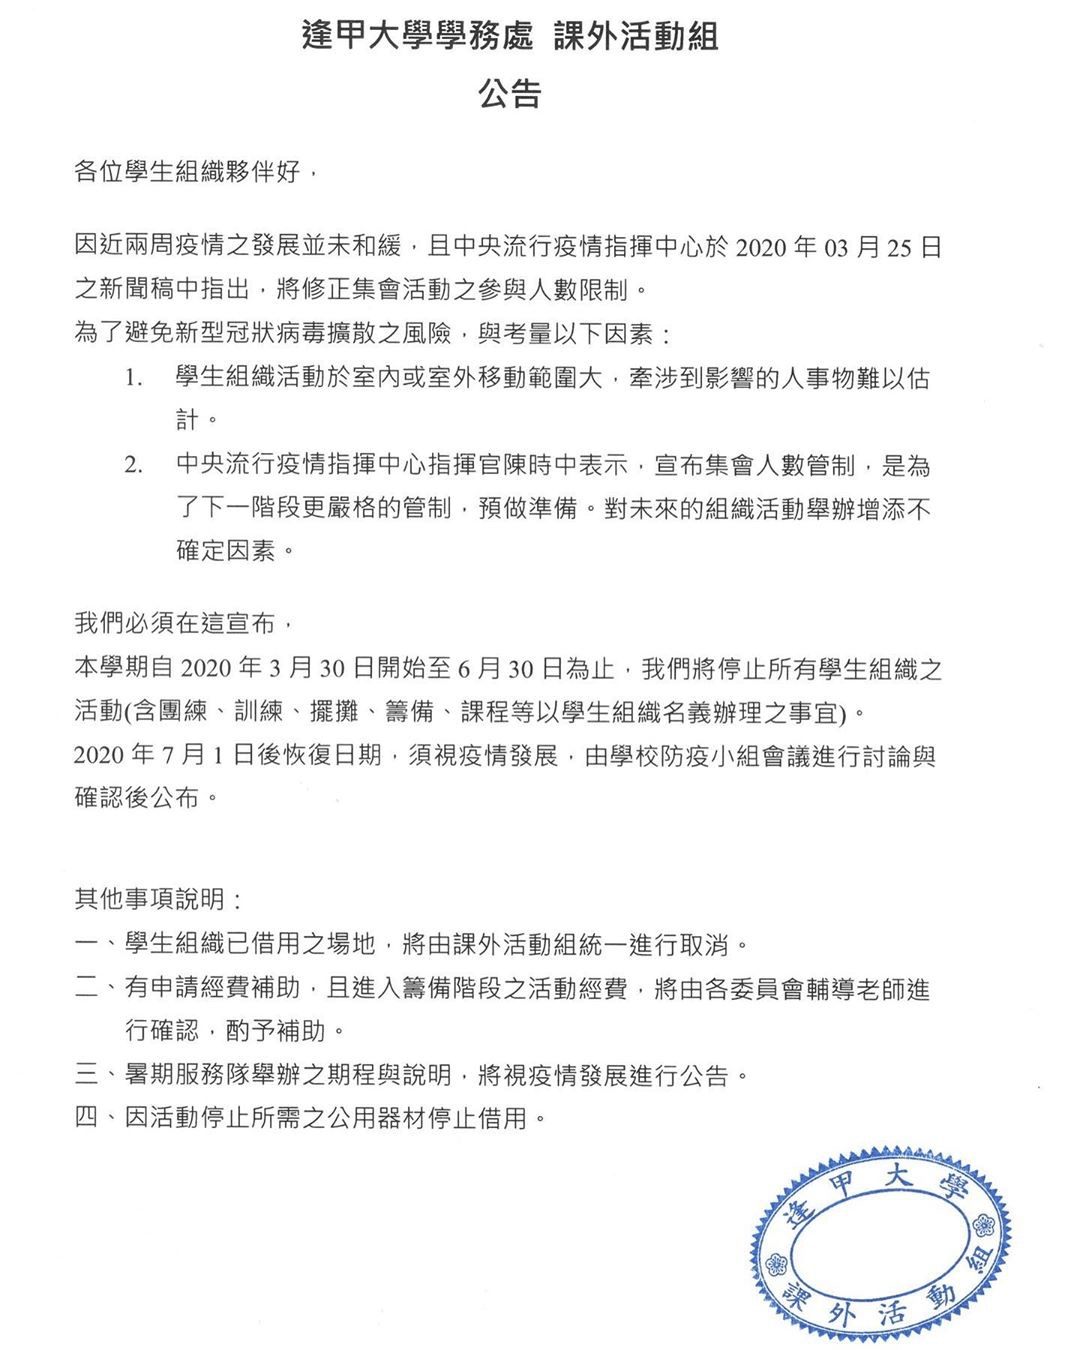 逢甲大學學務處 課外活動組
公告
各位學生組織夥伴好，
因近兩周疫情之發展並未和緩，且中央流行疫情指揮中心於 2020 年 03 月 25 日
之新聞稿中指出，將修正集會活動之參與人數限制。
為了避免新型冠狀病毒擴散之風險，與考量以下因素：
1. 學生組織活動於室內或室外移動範圍大，牽涉到影響的人事物難以估
計。
2. 中央流行疫情指揮中心指揮官陳時中表示，宣布集會人數管制，是為
了下一階段更嚴格的管制，預做準備。對未來的組織活動舉辦增添不
確定因素。
我們必須在這宣布，
本學期自 2020 年 3 月 30 日開始至 6 月 30 日為止，我們將停止所有學生組織之
活動(含團練、訓練、擺攤、籌備、課程等以學生組織名義辦理之事宜)。
2020 年 7 月 1 日後恢復日期，須視疫情發展，由學校防疫小組會議進行討論與
確認後公布。
其他事項說明：
一、學生組織已借用之場地，將由課外活動組統一進行取消。
二、有申請經費補助，且進入籌備階段之活動經費，將由各委員會輔導老師進
行確認，酌予補助。
三、暑期服務隊舉辦之期程與說明，將視疫情發展進行公告。
四、因活動停止所需之公用器材停止借用。
逢甲大學
課外活動組